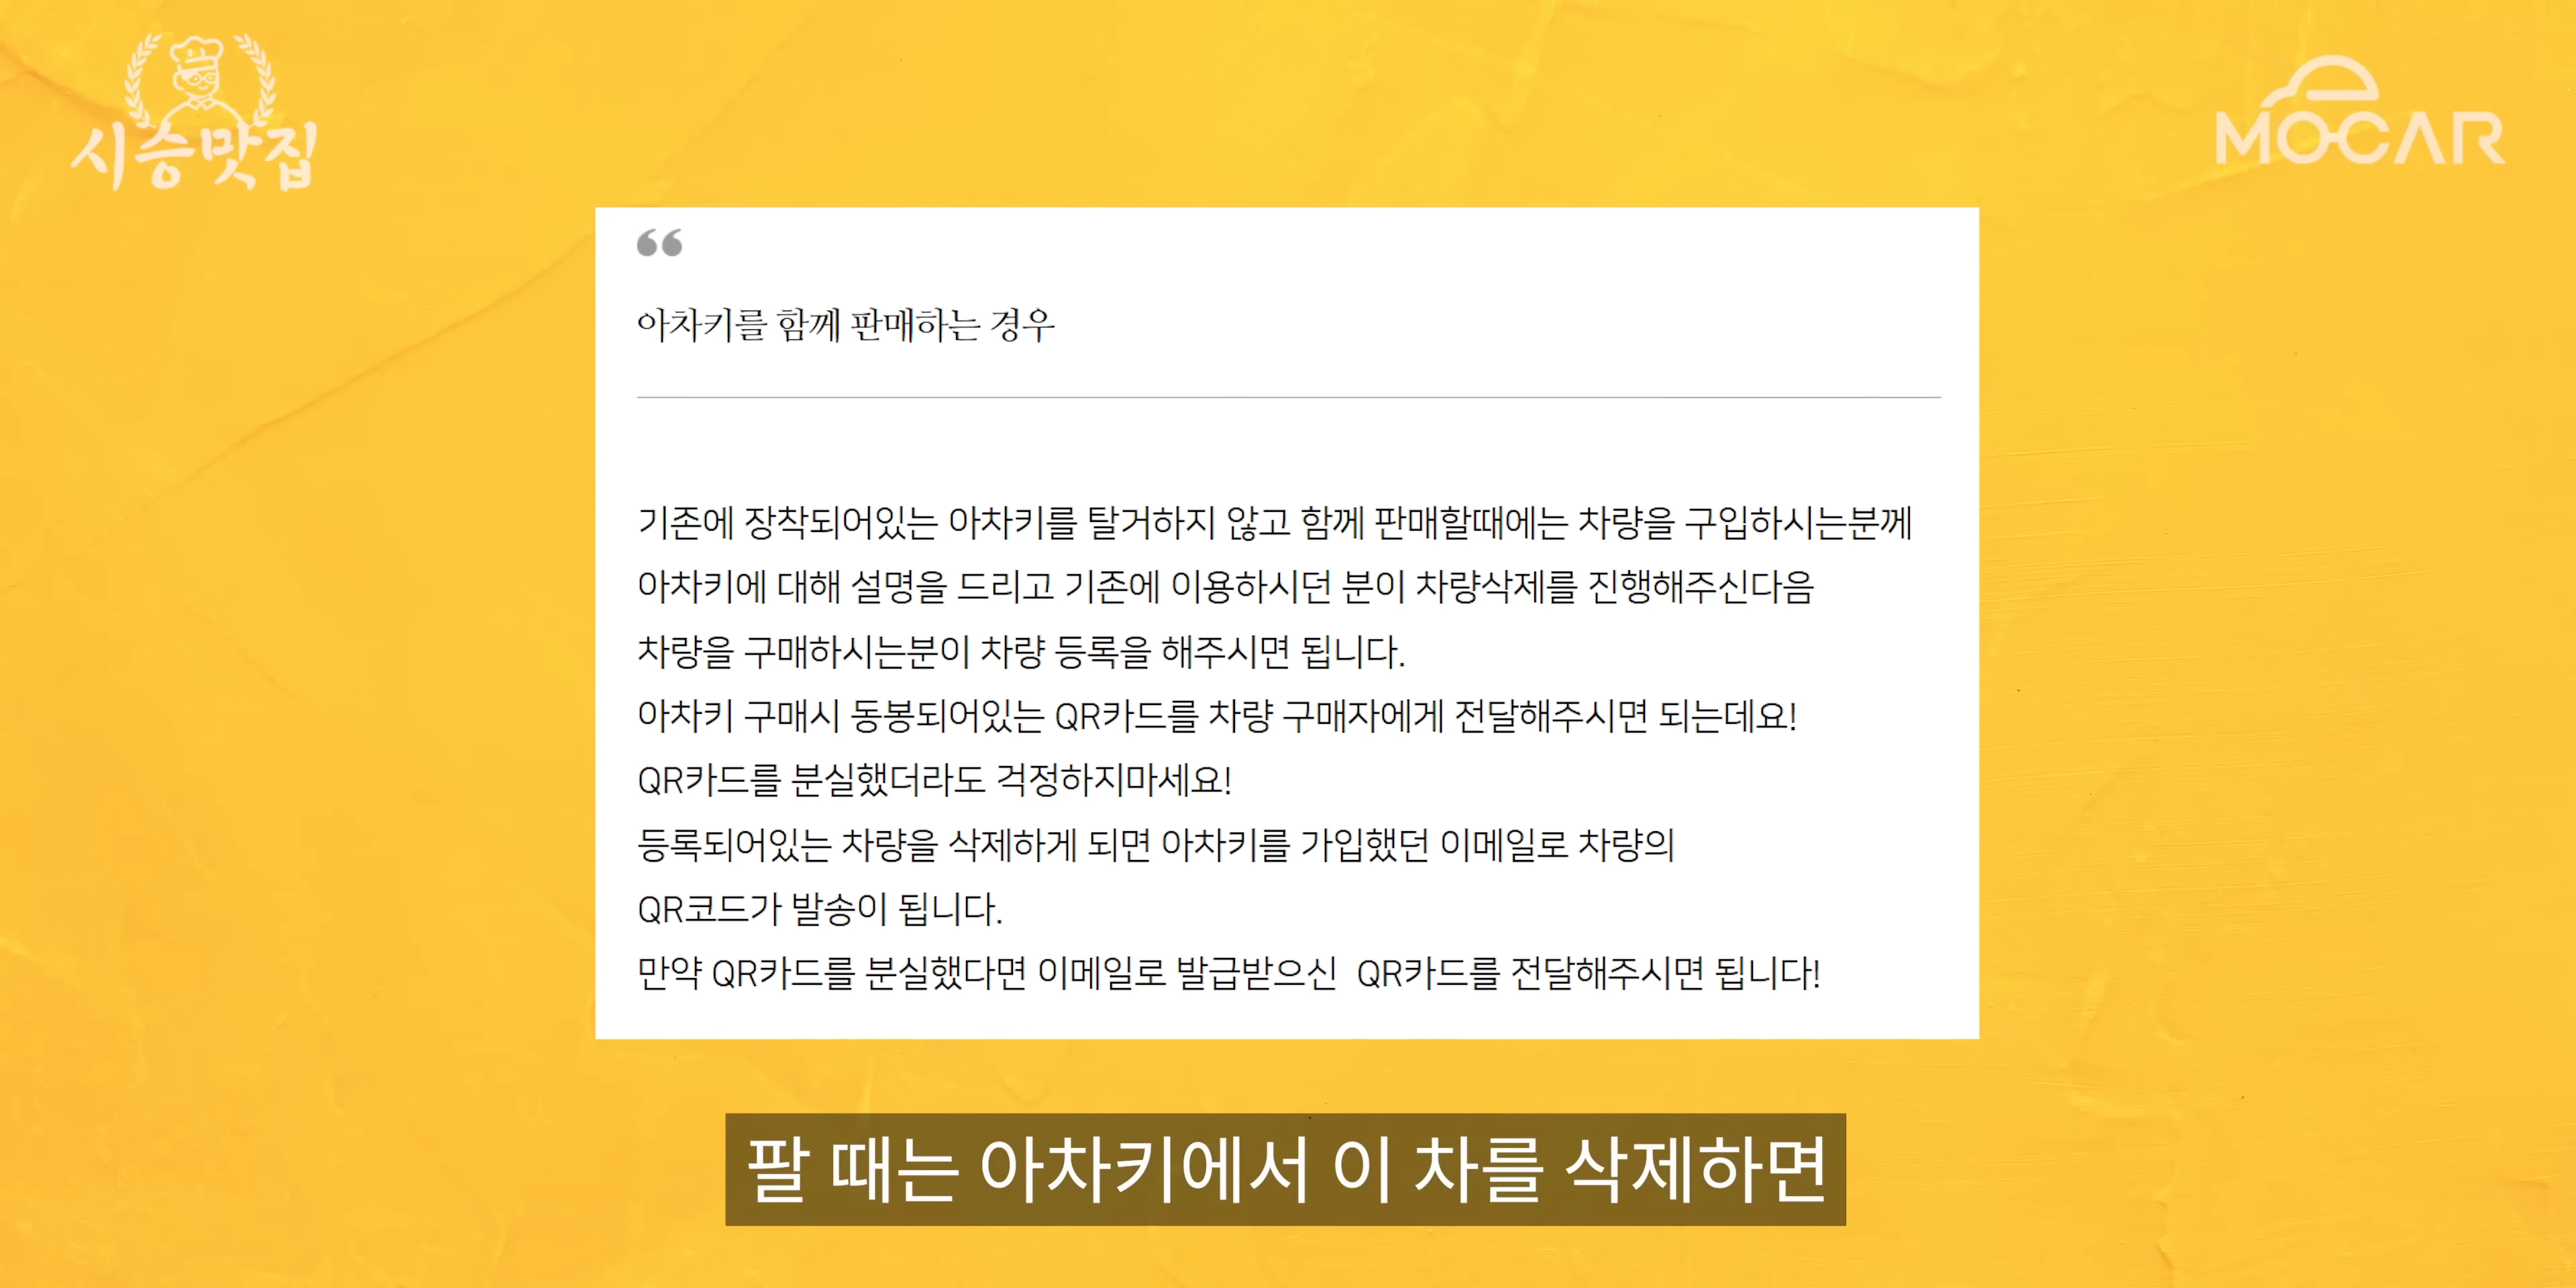 시승맛집
MOCAR
“
아차키를 함께 판매하는 경우
기존에 장착되어있는 아차키를 탈거하지 않고 함께 판매할때에는 차량을 구입하시는분께
아차키에 대해 설명을 드리고 기존에 이용하시던 분이 차량삭제를 진행해주신다음
차량을 구매하시는분이 차량 등록을 해주시면 됩니다.
아차키 구매시 동봉되어있는 QR카드를 차량 구매자에게 전달해주시면 되는데요!
QR카드를 분실했더라도 걱정하지마세요!
등록되어있는 차량을 삭제하게 되면 아차키를 가입했던 이메일로 차량의
QR코드가 발송이 됩니다.
만약 QR카드를 분실했다면 이메일로 발급받으신  QR카드를 전달해주시면 됩니다!
팔 때는 아차키에서 이 차를 삭제하면